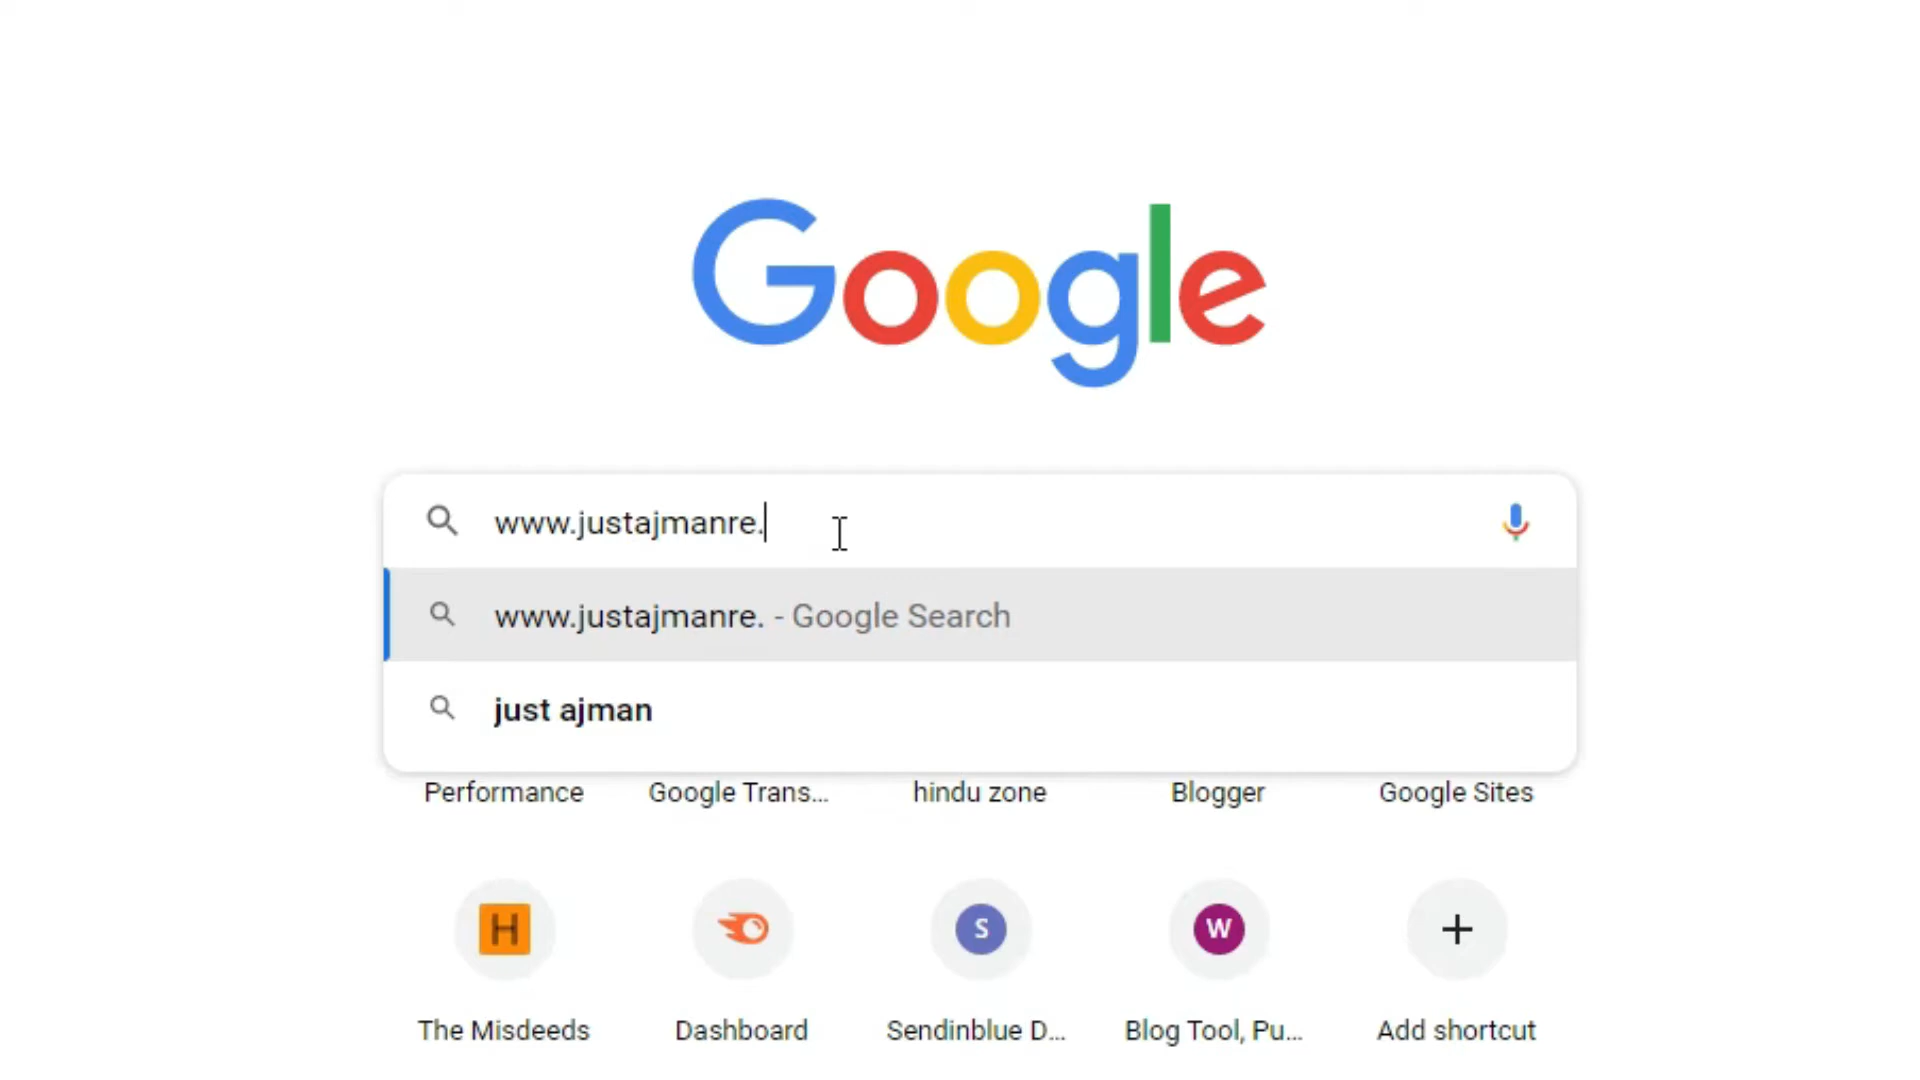 Google
www.justajmanre.
www.justajmanre. - Google Search
just ajman
Performance
Google Trans...
hindu zone
Blogger
Google Sites
H
S
W
The Misdeeds
Dashboard
Sendinblue D...
Blog Tool, Pu...
Add shortcut